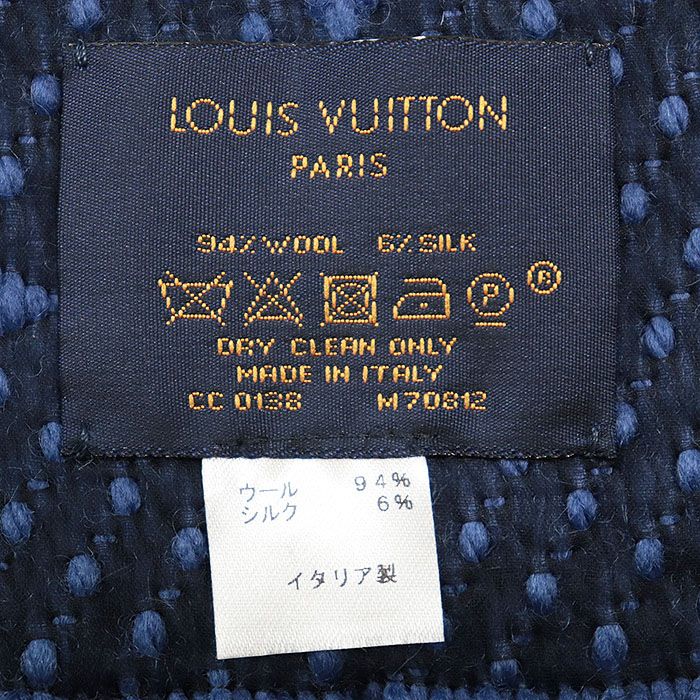 LOUIS VUITTON
PARIS
94% WOOL 6% SILK
P ®
DRY CLEAN ONLY
MADE IN ITALY
CC 0138 M70812
ウール 94%
シルク 6%
イタリア製